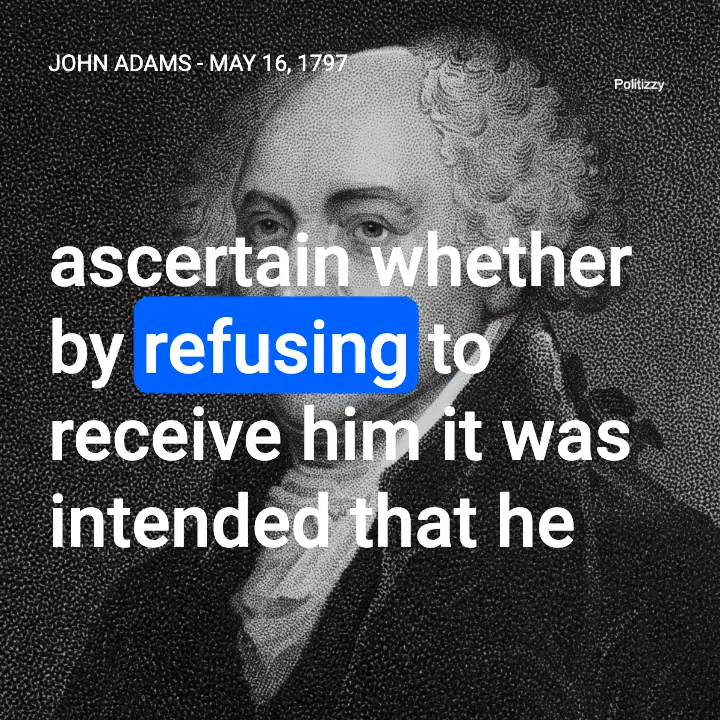 JOHN ADAMS - MAY 16, 1797
Politizzy
ascertain whether
by refusing to
receive him it was
intended that he